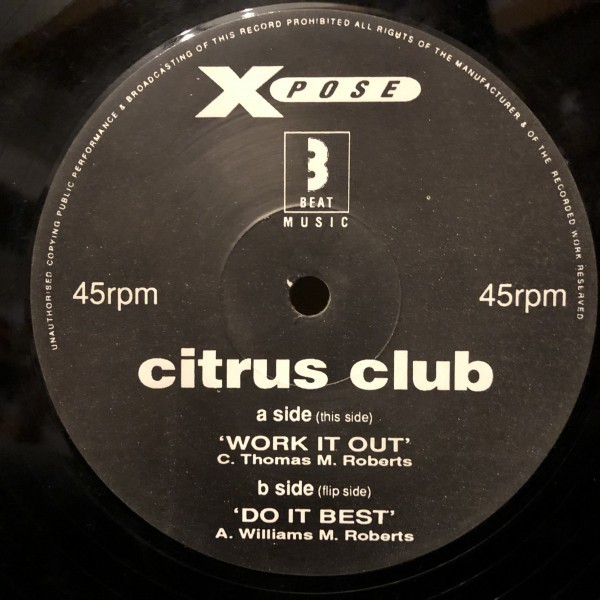 UNAUTHORISED COPYING PUBLIC PERFORMANCE & BROADCASTING OF THIS RECORD PROHIBITED ALL RIGHTS OF THE MANUFACTURER & OF THE RECORDED WORK RESERVED
XPOSE
3
BEAT
MUSIC
45rpm 45rpm
citrus club
a side (this side)
‘WORK IT OUT’
C. Thomas M. Roberts
b side (flip side)
‘DO IT BEST’
A. Williams M. Roberts